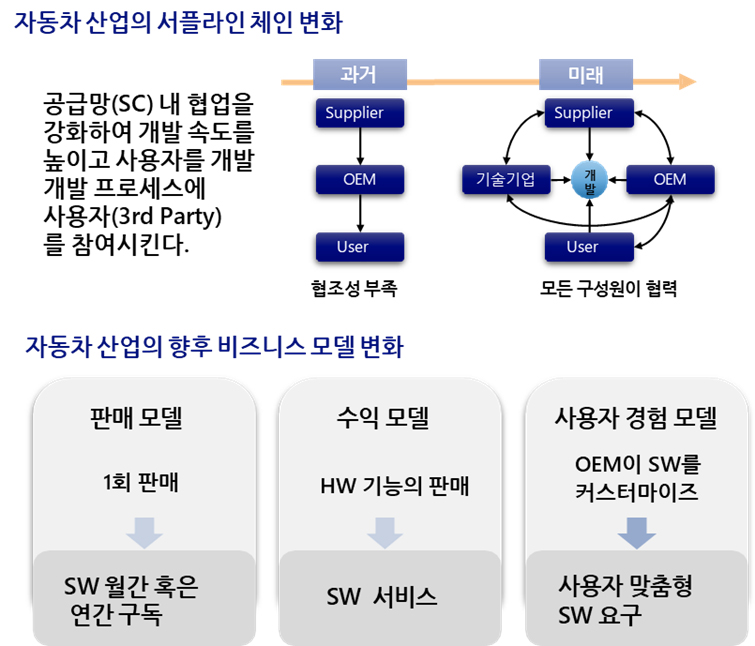 자동차 산업의 서플라인 체인 변화
공급망(SC) 내 협업을
강화하여 개발 속도를
높이고 사용자를 개발
개발 프로세스에
사용자(3rd Party)
를 참여시킨다.
과거
Supplier
OEM
User
협조성 부족
미래
Supplier
기술기업
개
발
OEM
User
모든 구성원이 협력
자동차 산업의 향후 비즈니스 모델 변화
판매 모델
1회 판매
SW 월간 혹은
연간 구독
수익 모델
HW 기능의 판매
SW 서비스
사용자 경험 모델
OEM이 SW를
커스터마이즈
사용자 맞춤형
SW 요구